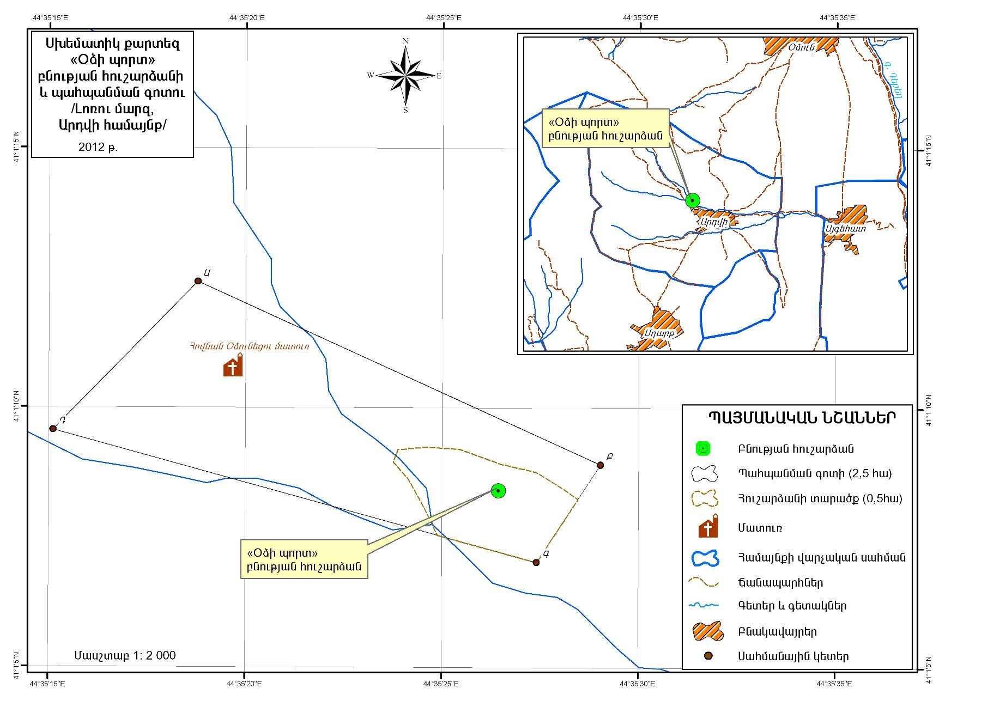 44°35'15"E
44°35'20"E
44°35'25"E
44°35'30"E
44°35'35"E
Սխեմատիկ քարտեզ
«Օձի պորտ»
բնության հուշարձանի
և պահպանման գոտու
/Լոռու մարզ,
Արդվի համայնք/
2012 թ.
N
W
E
S
Օձուն
գ. Դեբեդ
«Օձի պորտ»
բնության հուշարձան
Արդվի
Այգեհատ
Մղարթ
41°1'15"N
41°1'15"N
Ա
Հովնան Օձունեցու մատուռ
41°1'10"N
41°1'10"N
Դ
Բ
Գ
«Օձի պորտ»
բնության հուշարձան
ՊԱՅՄԱՆԱԿԱՆ ՆՇԱՆՆԵՐ
Բնության հուշարձան
Պահպանման գոտի (2,5 հա)
Հուշարձանի տարածք (0,5հա)
Մատուռ
Համայնքի վարչական սահման
Ճանապարհներ
Գետեր և գետակներ
Բնակավայրեր
Սահմանային կետեր
Մասշտաբ 1: 2 000
41°1'5"N
41°1'5"N
44°35'15"E
44°35'20"E
44°35'25"E
44°35'30"E
44°35'35"E